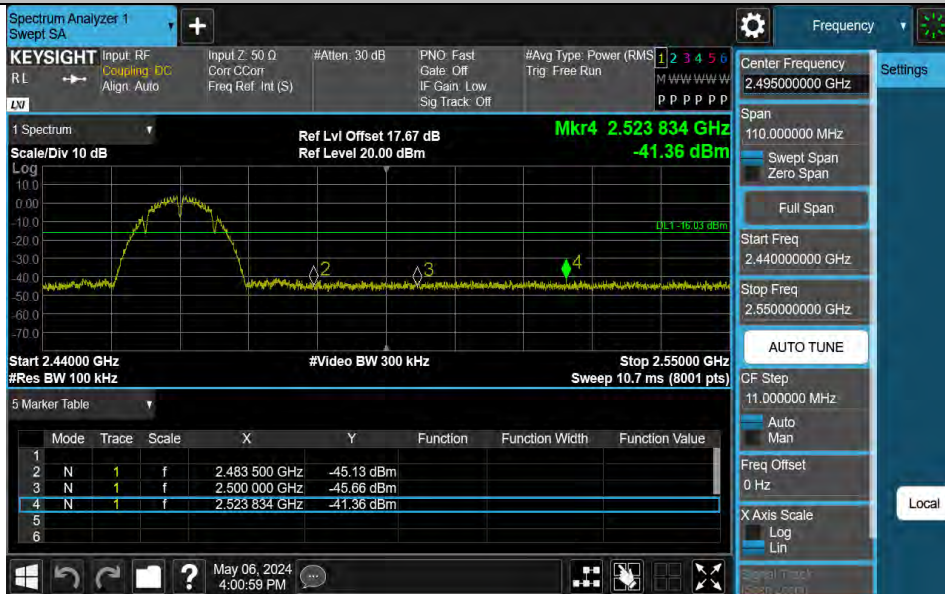 Spectrum Analyzer 1
Swept SA
Frequency
KEYSIGHT
RL
LXI
Input: RF
Coupling: DC
Align: Auto
Input Z: 50 Ω
Corr CCorr
Freq Ref: Int (S)
#Atten: 30 dB
PNO: Fast
Gate: Off
IF Gain: Low
Sig Track: Off
#Avg Type: Power (RMS
Trig: Free Run
1 2 3 4 5 6
M W W W W W
P P P P P P
1 Spectrum
Scale/Div 10 dB
Ref Lvl Offset 17.67 dB
Ref Level 20.00 dBm
Mkr4 2.523 834 GHz
-41.36 dBm
Log
10.0
0.00
-10.0
-20.0
-30.0
-40.0
-50.0
-60.0
-70.0
DL1 -16.03 dBm
2
3
4
Start 2.44000 GHz
#Video BW 300 kHz
Stop 2.55000 GHz
#Res BW 100 kHz
Sweep 10.7 ms (8001 pts)
5 Marker Table
Mode Trace Scale X Y Function Function Width Function Value
1
2 N 1 f 2.483 500 GHz -45.13 dBm
3 N 1 f 2.500 000 GHz -45.66 dBm
4 N 1 f 2.523 834 GHz -41.36 dBm
5
6
?
May 06, 2024
4:00:59 PM
Center Frequency
2.495000000 GHz
Settings
Span
110.000000 MHz
Swept Span
Zero Span
Full Span
Start Freq
2.440000000 GHz
Stop Freq
2.550000000 GHz
AUTO TUNE
CF Step
11.000000 MHz
Auto
Man
Freq Offset
0 Hz
Local
X Axis Scale
Log
Lin
Signal Track
(Span Zoom)